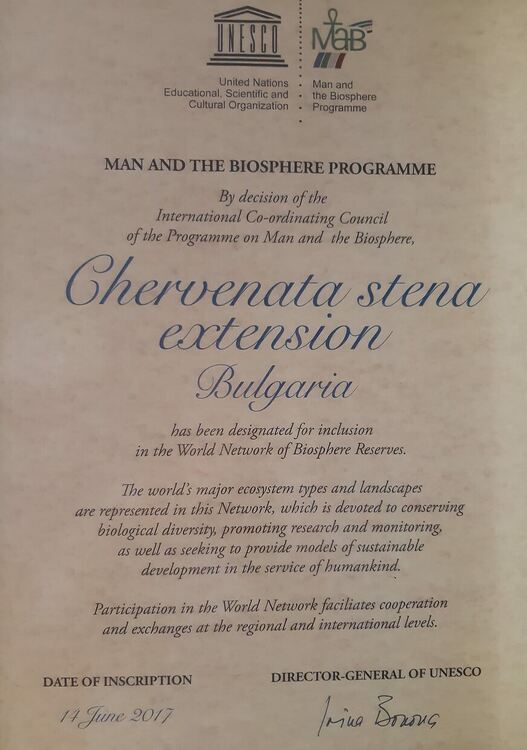 UNESCO
MaB
United Nations
Educational, Scientific and
Cultural Organization
Man and
the Biosphere
Programme
MAN AND THE BIOSPHERE PROGRAMME
By decision of the
International Co-ordinating Council
of the Programme on Man and the Biosphere,
Chervenata stena
extension
Bulgaria
has been designated for inclusion
in the World Network of Biosphere Reserves.
The world's major ecosystem types and landscapes
are represented in this Network, which is devoted to conserving
biological diversity, promoting research and monitoring,
as well as seeking to provide models of sustainable
development in the service of humankind.
Participation in the World Network faciliates cooperation
and exchanges at the regional and international levels.
DATE OF INSCRIPTION
14 June 2017
DIRECTOR-GENERAL OF UNESCO
Irina Bokova